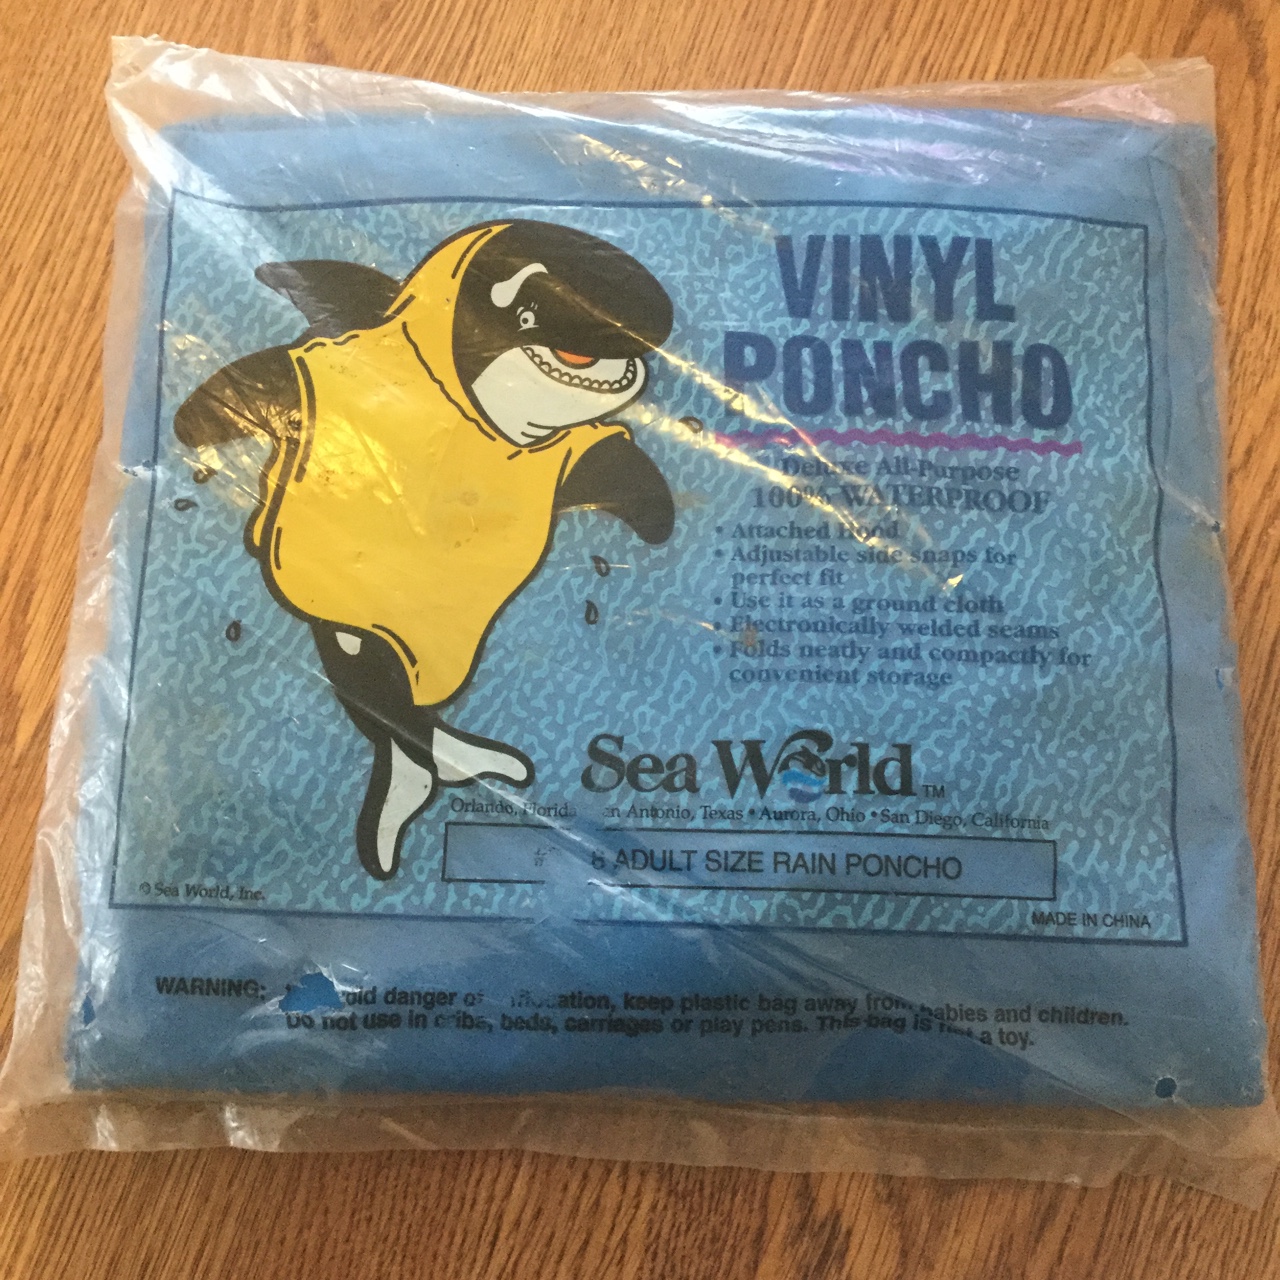 VINYL
PONCHO
Deluxe All-Purpose
100% WATERPROOF
• Attached Hood
• Adjustable side snaps for
perfect fit
• Use it as a ground cloth
• Electronically welded seams
• Folds neatly and compactly for
convenient storage
Sea World TM
Orlando, Florida Antonio, Texas • Aurora, Ohio • San Diego, California
ADULT SIZE RAIN PONCHO
© Sea World, Inc.
MADE IN CHINA
WARNING: danger of keep plastic bag away from babies and children.
Do not use in cribs, beds, carriages or play pens. This bag is not a toy.